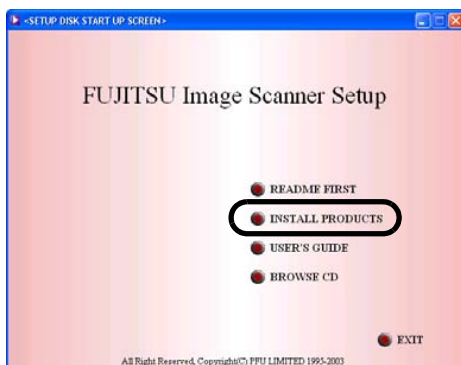 <SETUP DISK START UP SCREEN>
FUJITSU Image Scanner Setup
README FIRST
INSTALL PRODUCTS
USER'S GUIDE
BROWSE CD
EXIT
All Right Reserved, Copyright(C) PFU LIMITED 1995-2003